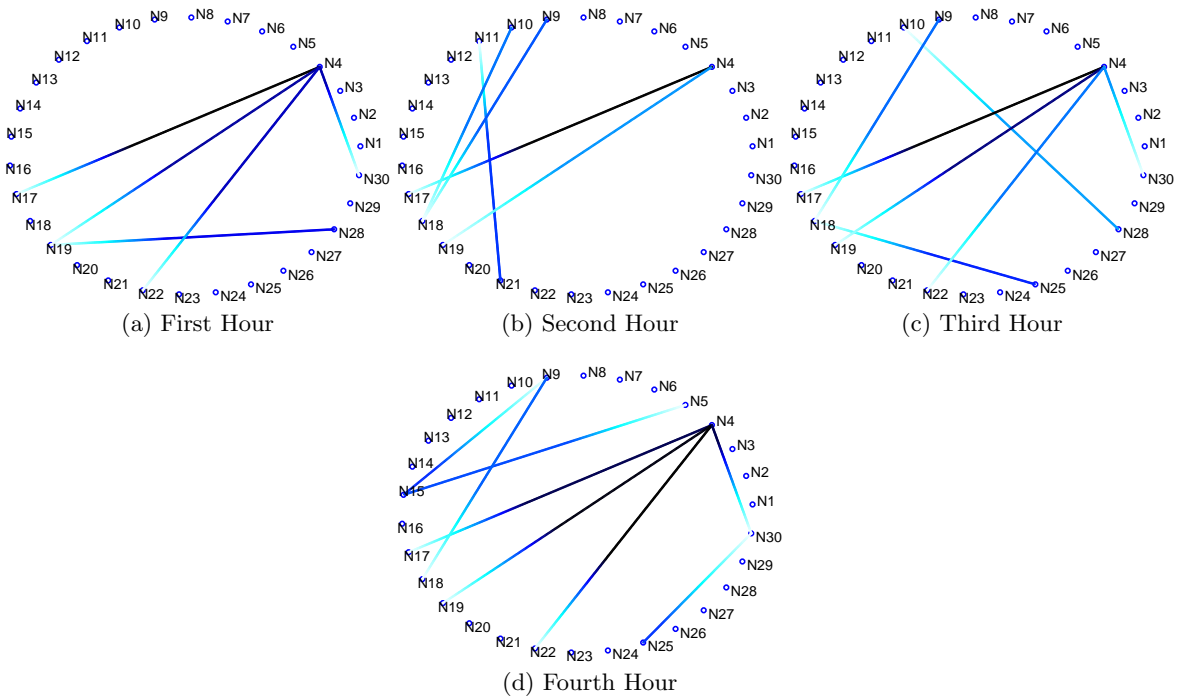 N8
N9
N7
N10
N6
N11
N5
N12
N4
N13
N3
N14
N2
N15
N1
N16
N30
N17
N29
N18
N28
N19
N27
N20
N26
N21
N25
N22
N24
N23
(a) First Hour
N8
N9
N7
N10
N6
N11
N5
N12
N4
N13
N3
N14
N2
N15
N1
N16
N30
N17
N29
N18
N28
N19
N27
N20
N26
N21
N25
N22
N24
N23
(b) Second Hour
N8
N9
N7
N10
N6
N11
N5
N12
N4
N13
N3
N14
N2
N15
N1
N16
N30
N17
N29
N18
N28
N19
N27
N20
N26
N21
N25
N22
N24
N23
(c) Third Hour
N8
N9
N7
N10
N6
N11
N5
N12
N4
N13
N3
N14
N2
N15
N1
N16
N30
N17
N29
N18
N28
N19
N27
N20
N26
N21
N25
N22
N24
N23
(d) Fourth Hour